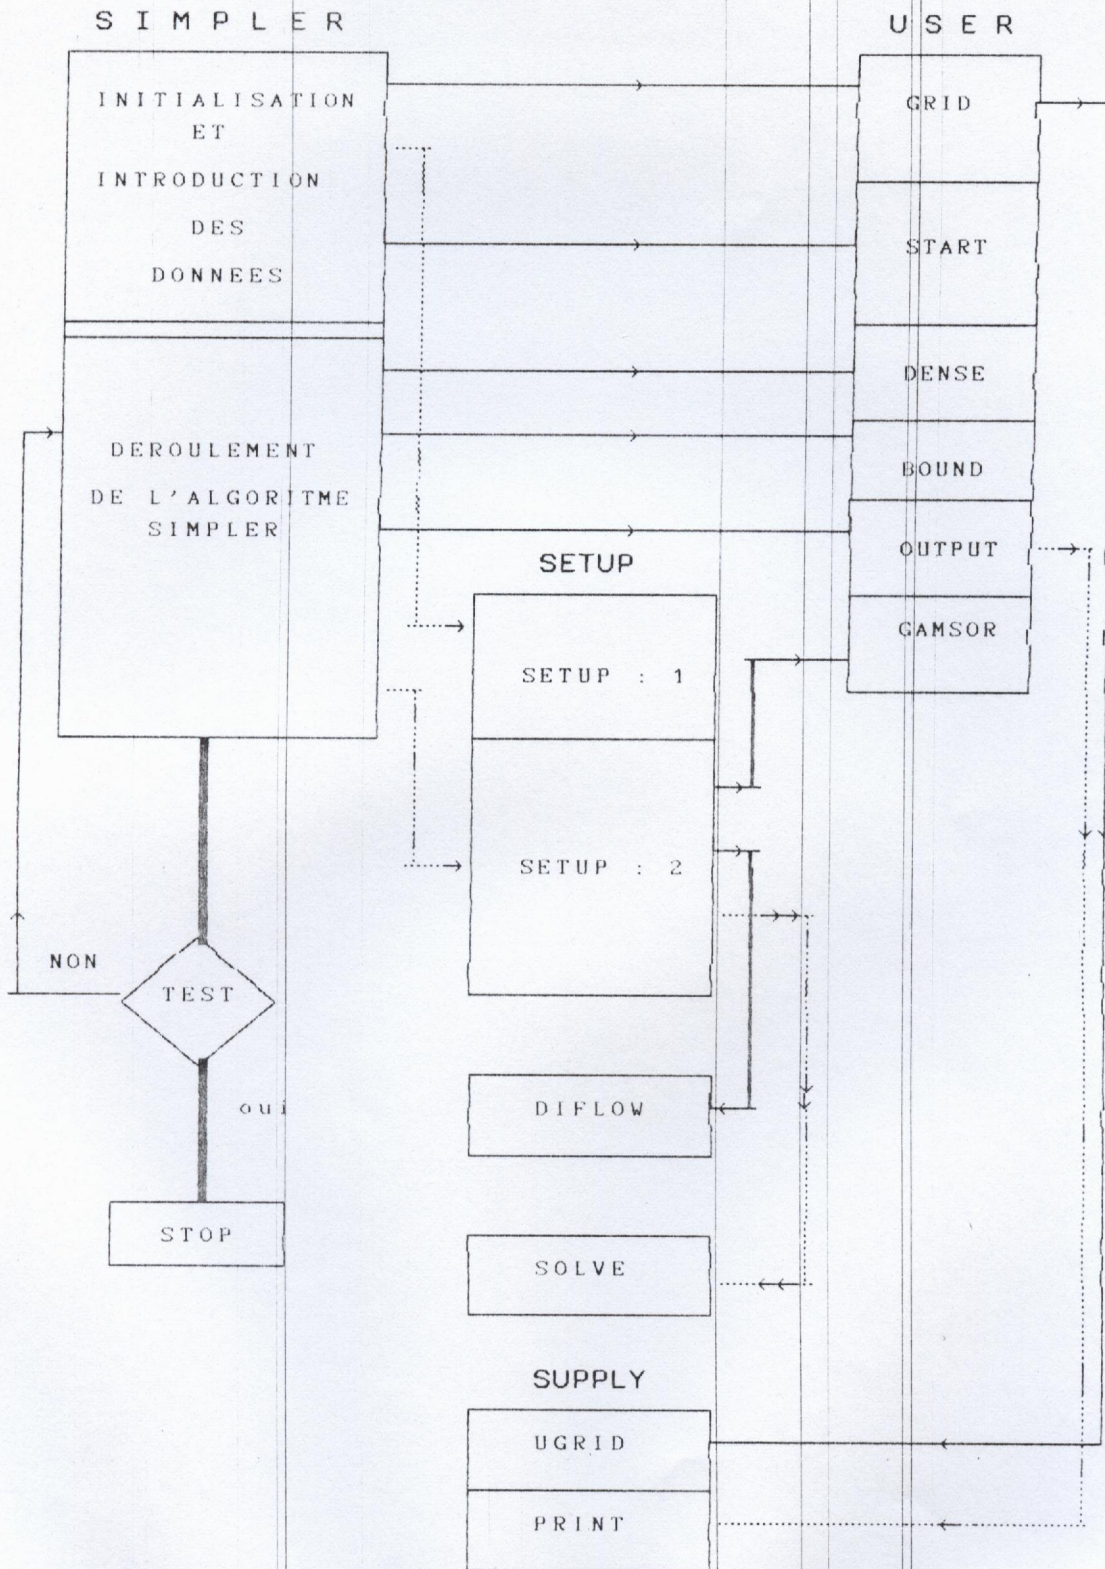 SIMPLER
USER
INITIALISATION
ET
INTRODUCTION
DES
DONNEES
GRID
START
DENSE
BOUND
OUTPUT
GAMSOR
DEROULEMENT
DE L'ALGORITME
SIMPLER
SETUP
SETUP : 1
SETUP : 2
NON
TEST
oui
STOP
DIFLOW
SOLVE
SUPPLY
UGRID
PRINT